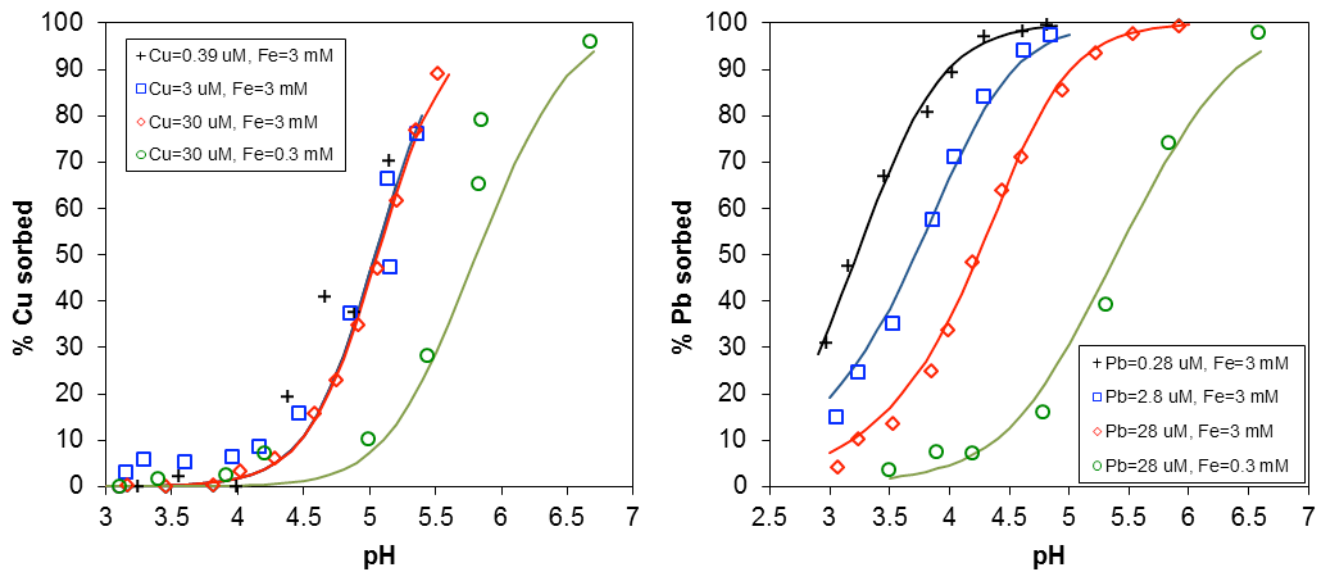 100
90
80
70
60
50
40
30
20
10
0
% Cu sorbed
Cu=0.39 uM, Fe=3 mM
Cu=3 uM, Fe=3 mM
Cu=30 uM, Fe=3 mM
Cu=30 uM, Fe=0.3 mM
3 3.5 4 4.5 5 5.5 6 6.5 7
pH
100
90
80
70
60
50
40
30
20
10
0
% Pb sorbed
Pb=0.28 uM, Fe=3 mM
Pb=2.8 uM, Fe=3 mM
Pb=28 uM, Fe=3 mM
Pb=28 uM, Fe=0.3 mM
2.5 3 3.5 4 4.5 5 5.5 6 6.5 7
pH